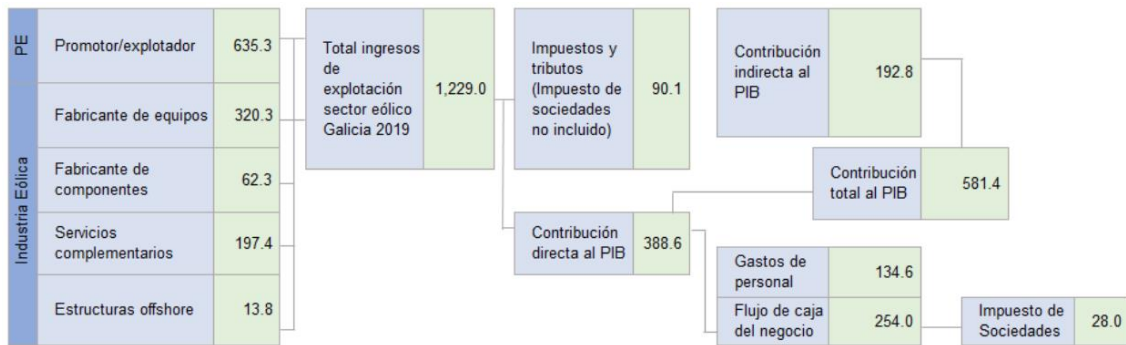 PE
Promotor/explotador
635.3
Industria Eólica
Fabricante de equipos
320.3
Fabricante de
componentes
62.3
Servicios
complementarios
197.4
Estructuras offshore
13.8
Total ingresos
de
explotación
sector eólico
Galicia 2019
1,229.0
Impuestos y
tributos
(Impuesto de
sociedades
no incluido)
90.1
Contribución
directa al PIB
388.6
Contribución
indirecta al
PIB
192.8
Contribución
total al PIB
581.4
Gastos de
personal
134.6
Flujo de caja
del negocio
254.0
Impuesto de
Sociedades
28.0